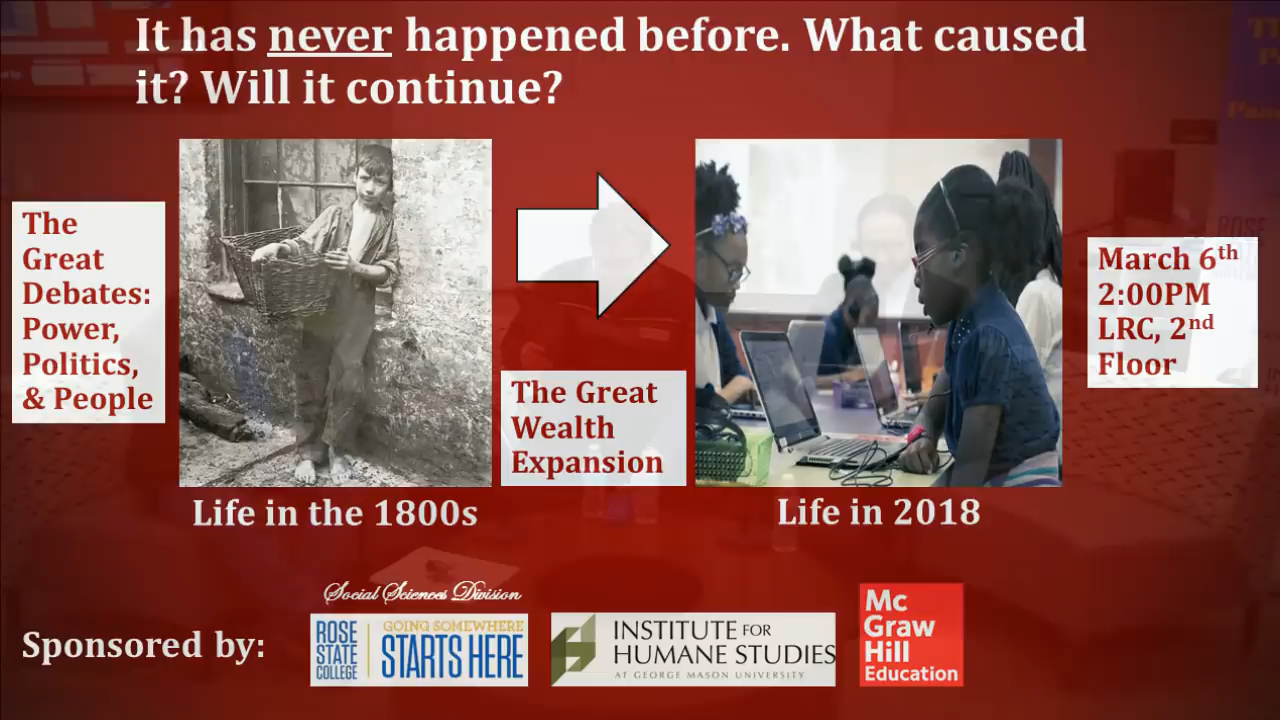 It has never happened before. What caused
it? Will it continue?
The
Great
Debates:
Power,
Politics,
& People
The Great
Wealth
Expansion
March 6th
2:00PM
LRC, 2nd
Floor
Life in the 1800s
Life in 2018
Sponsored by:
Social Sciences Division
ROSE
STATE
COLLEGE
GOING SOMEWHERE
STARTS HERE
INSTITUTE FOR
HUMANE STUDIES
AT GEORGE MASON UNIVERSITY
Mc
Graw
Hill
Education